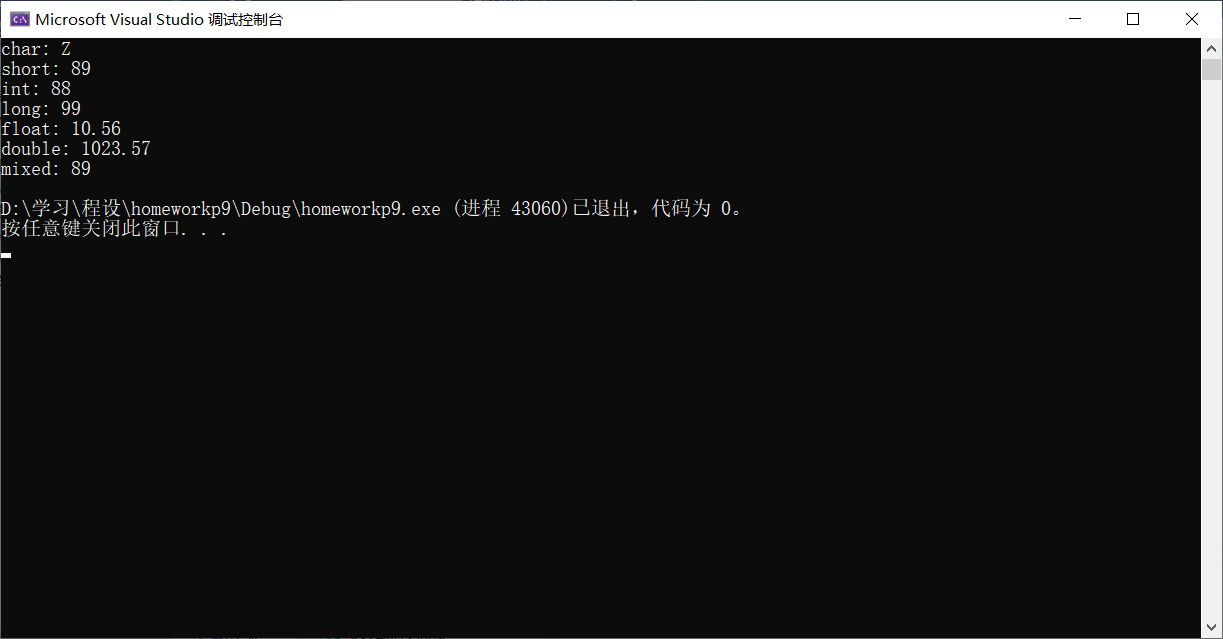 Microsoft Visual Studio 调试控制台
char: Z
short: 89
int: 88
long: 99
float: 10.56
double: 1023.57
mixed: 89
D:\学习\程设\homeworkp9\Debug\homeworkp9.exe (进程 43060)已退出，代码为 0。
按任意键关闭此窗口. . .